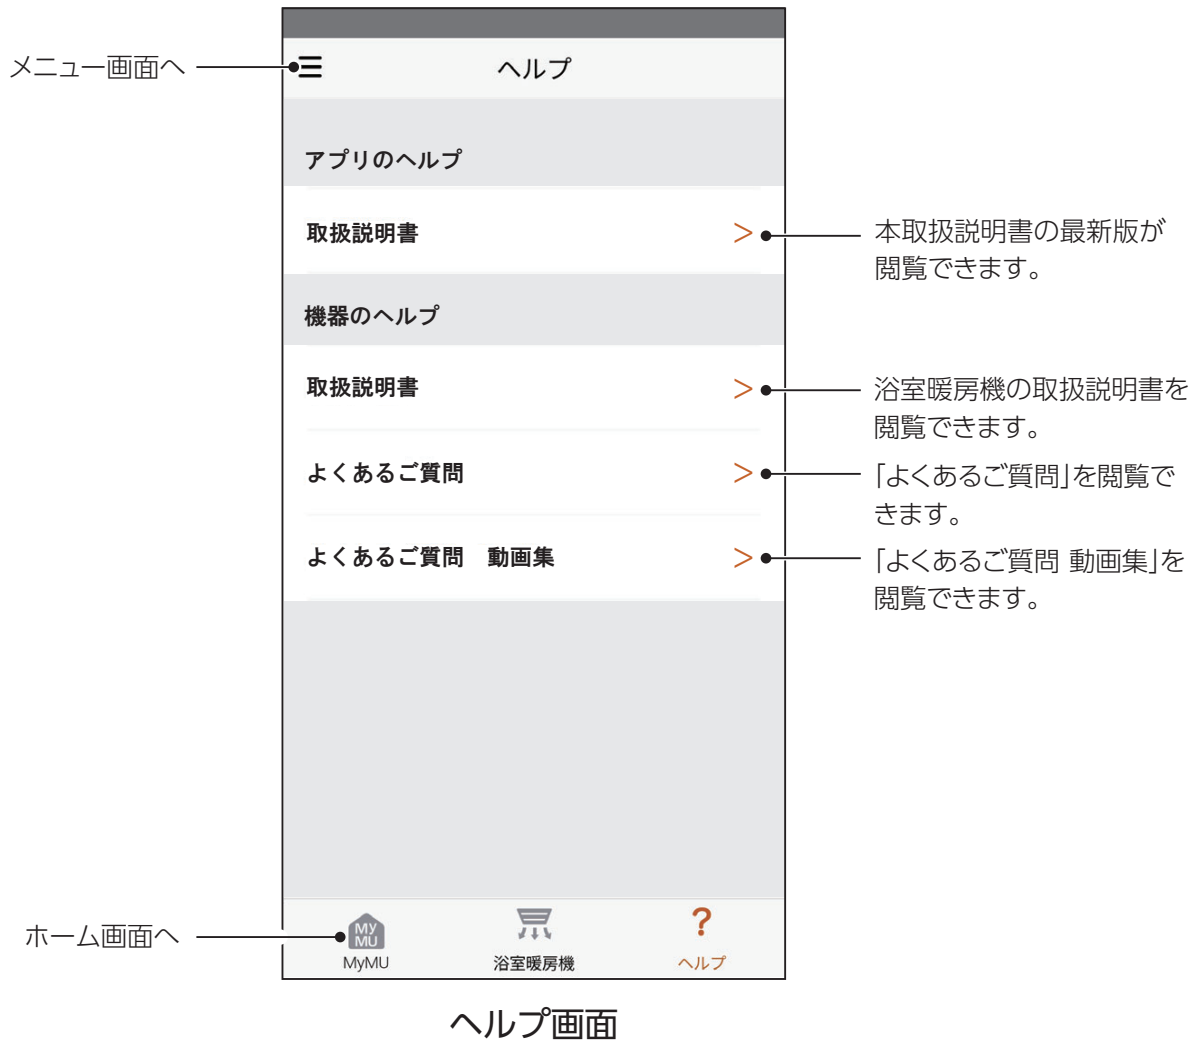 メニュー画面へ
ヘルプ
アプリのヘルプ
取扱説明書
本取扱説明書の最新版が
閲覧できます。
機器のヘルプ
取扱説明書
浴室暖房機の取扱説明書を
閲覧できます。
よくあるご質問
「よくあるご質問」を閲覧で
きます。
よくあるご質問　動画集
「よくあるご質問 動画集」を
閲覧できます。
ホーム画面へ
My
MU
?
MyMU
浴室暖房機
ヘルプ
ヘルプ画面